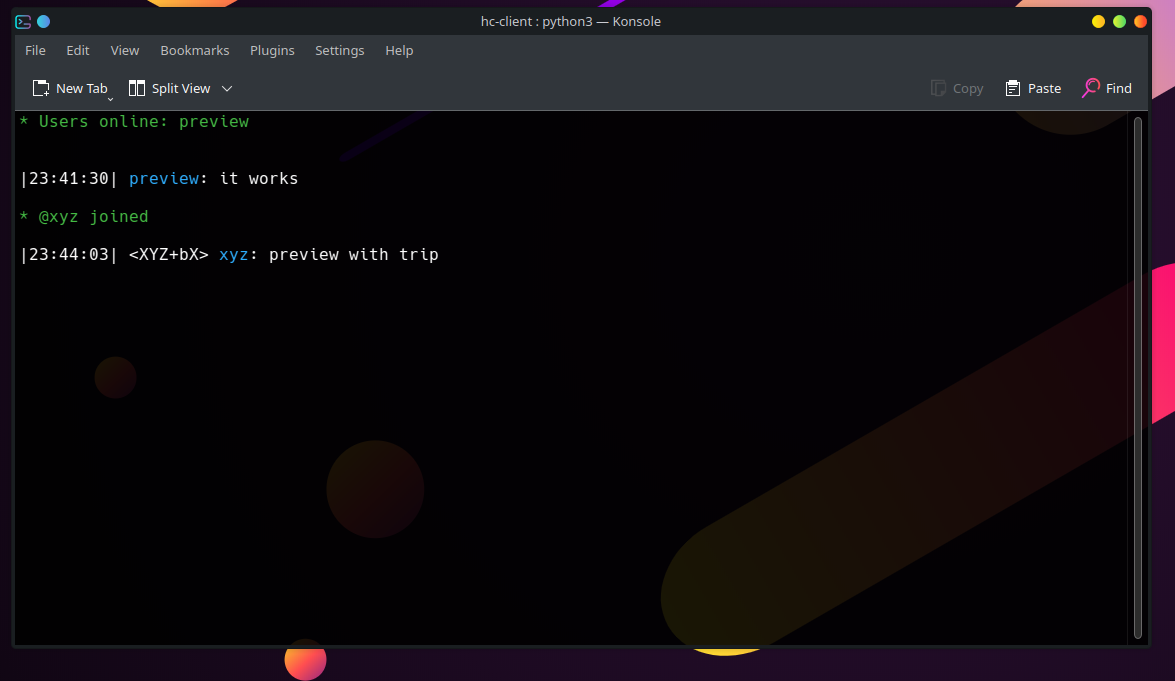 hc-client : python3 — Konsole
File Edit View Bookmarks Plugins Settings Help
New Tab Split View Copy Paste Find
* Users online: preview
|23:41:30| preview: it works
* @xyz joined
|23:44:03| <XYZ+bX> xyz: preview with trip